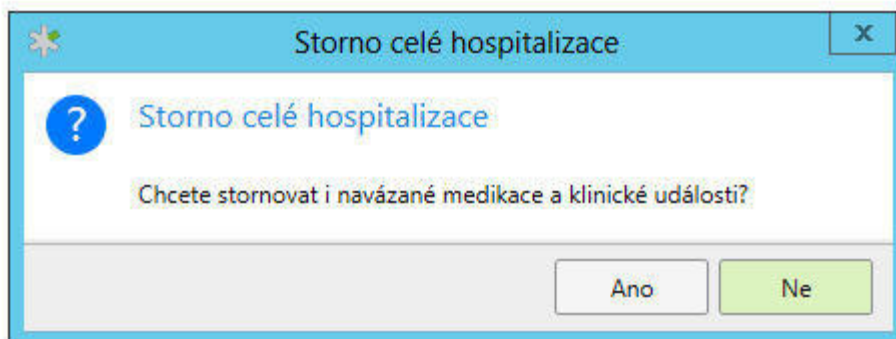 Storno celé hospitalizace
x
Storno celé hospitalizace
?
Chcete stornovat i navázané medikace a klinické události?
Ano
Ne